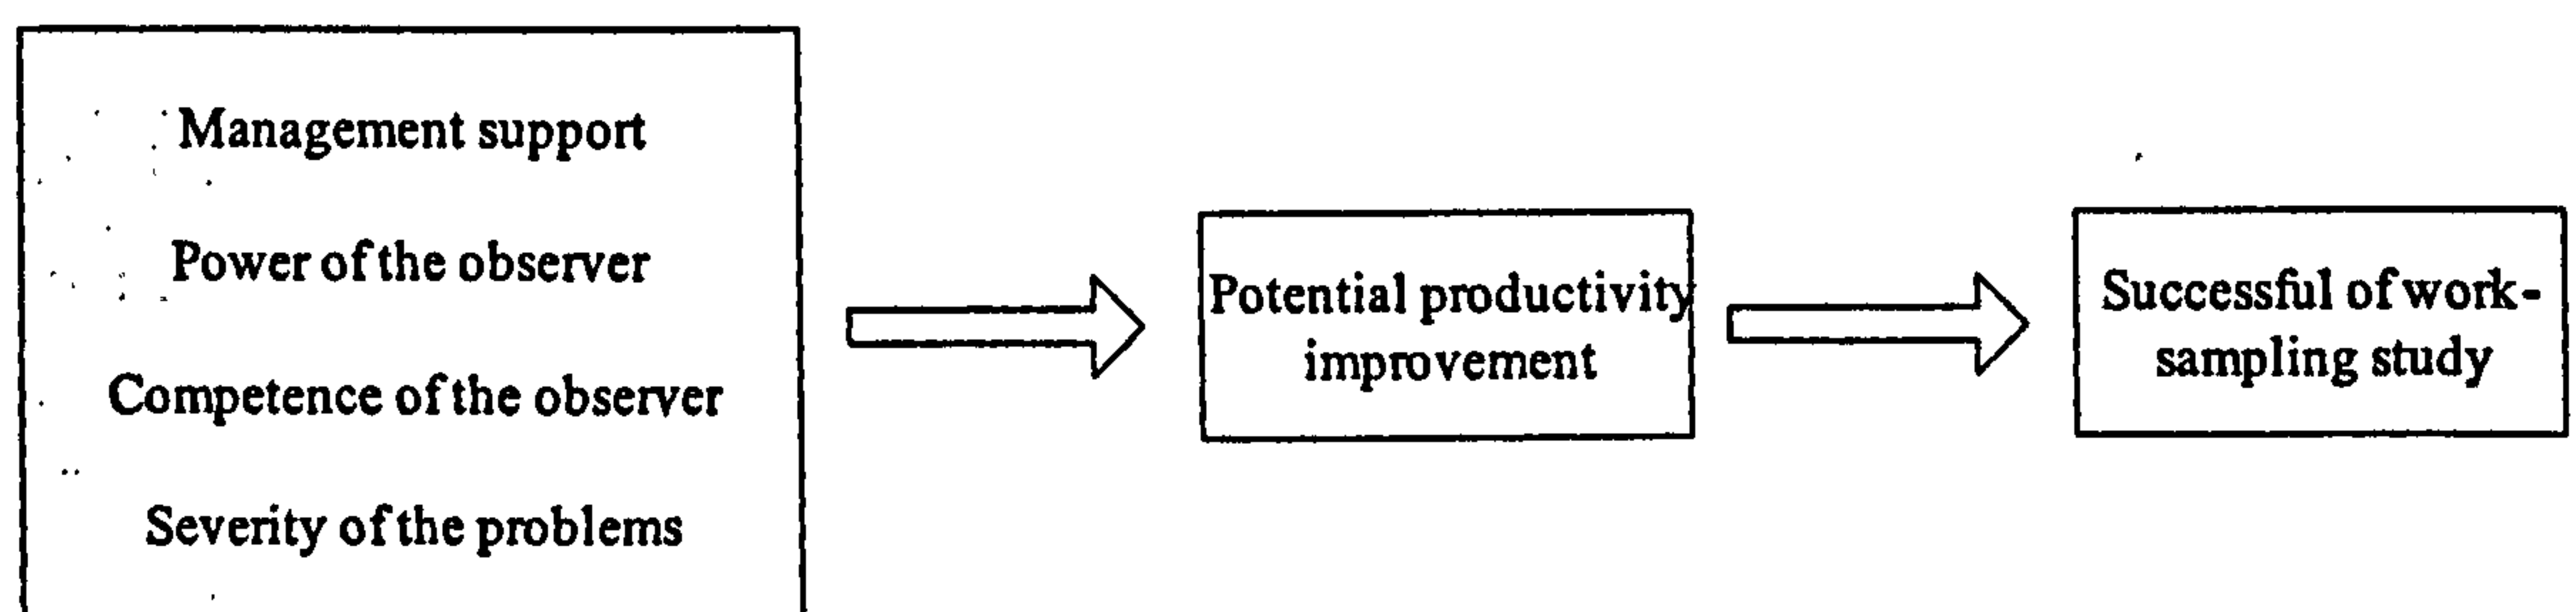 Management support
Power of the observer
Competence of the observer
Severity of the problems
Potential productivity
improvement
Successful of work-
sampling study